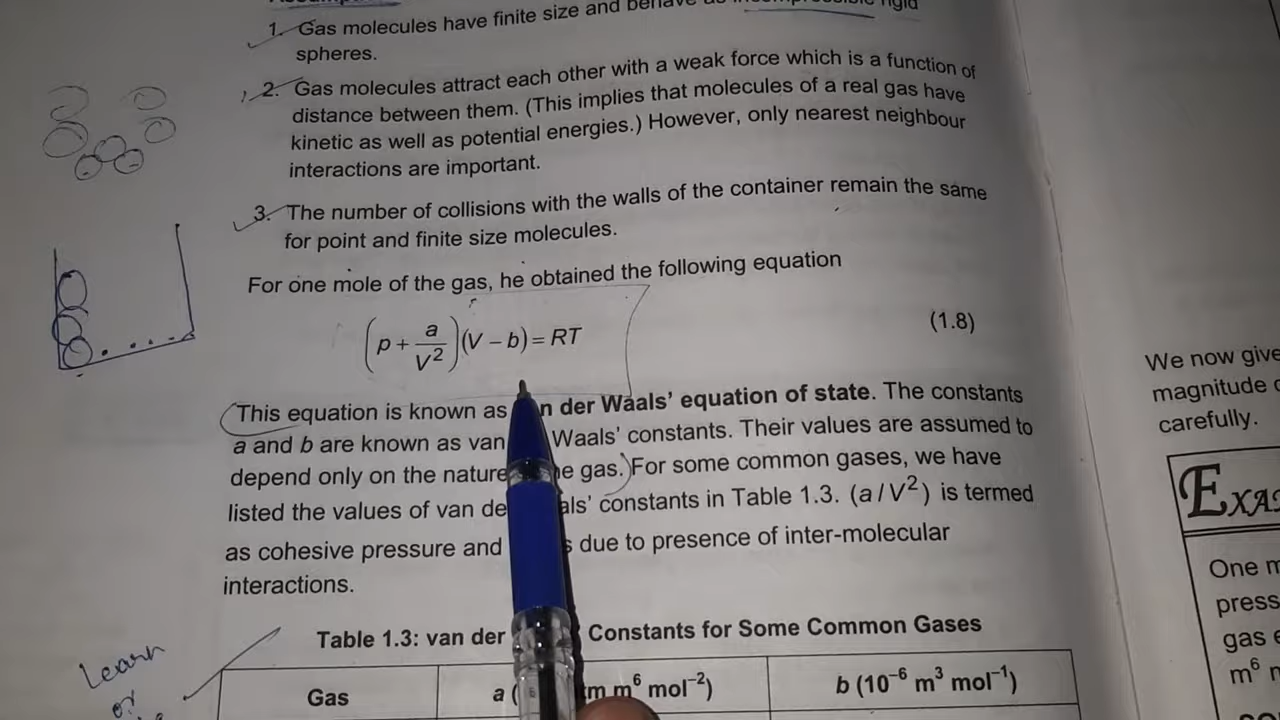 1. Gas molecules have finite size and behave as incompressible rigid
spheres.
2. Gas molecules attract each other with a weak force which is a function of
distance between them. (This implies that molecules of a real gas have
kinetic as well as potential energies.) However, only nearest neighbour
interactions are important.
3. The number of collisions with the walls of the container remain the same
for point and finite size molecules.
For one mole of the gas, he obtained the following equation
(p + a/V²)(V − b) = RT (1.8)
This equation is known as n der Waals' equation of state. The constants
a and b are known as van Waals' constants. Their values are assumed to
depend only on the nature gas. For some common gases, we have
listed the values of van de als' constants in Table 1.3. (a/V²) is termed
as cohesive pressure and due to presence of inter-molecular
interactions.
Table 1.3: van der Constants for Some Common Gases
Gas a ( m m⁶ mol⁻²) b (10⁻⁶ m³ mol⁻¹)
Learn
or
We now give
magnitude
carefully.
EXA
One m
press
gas
m⁶